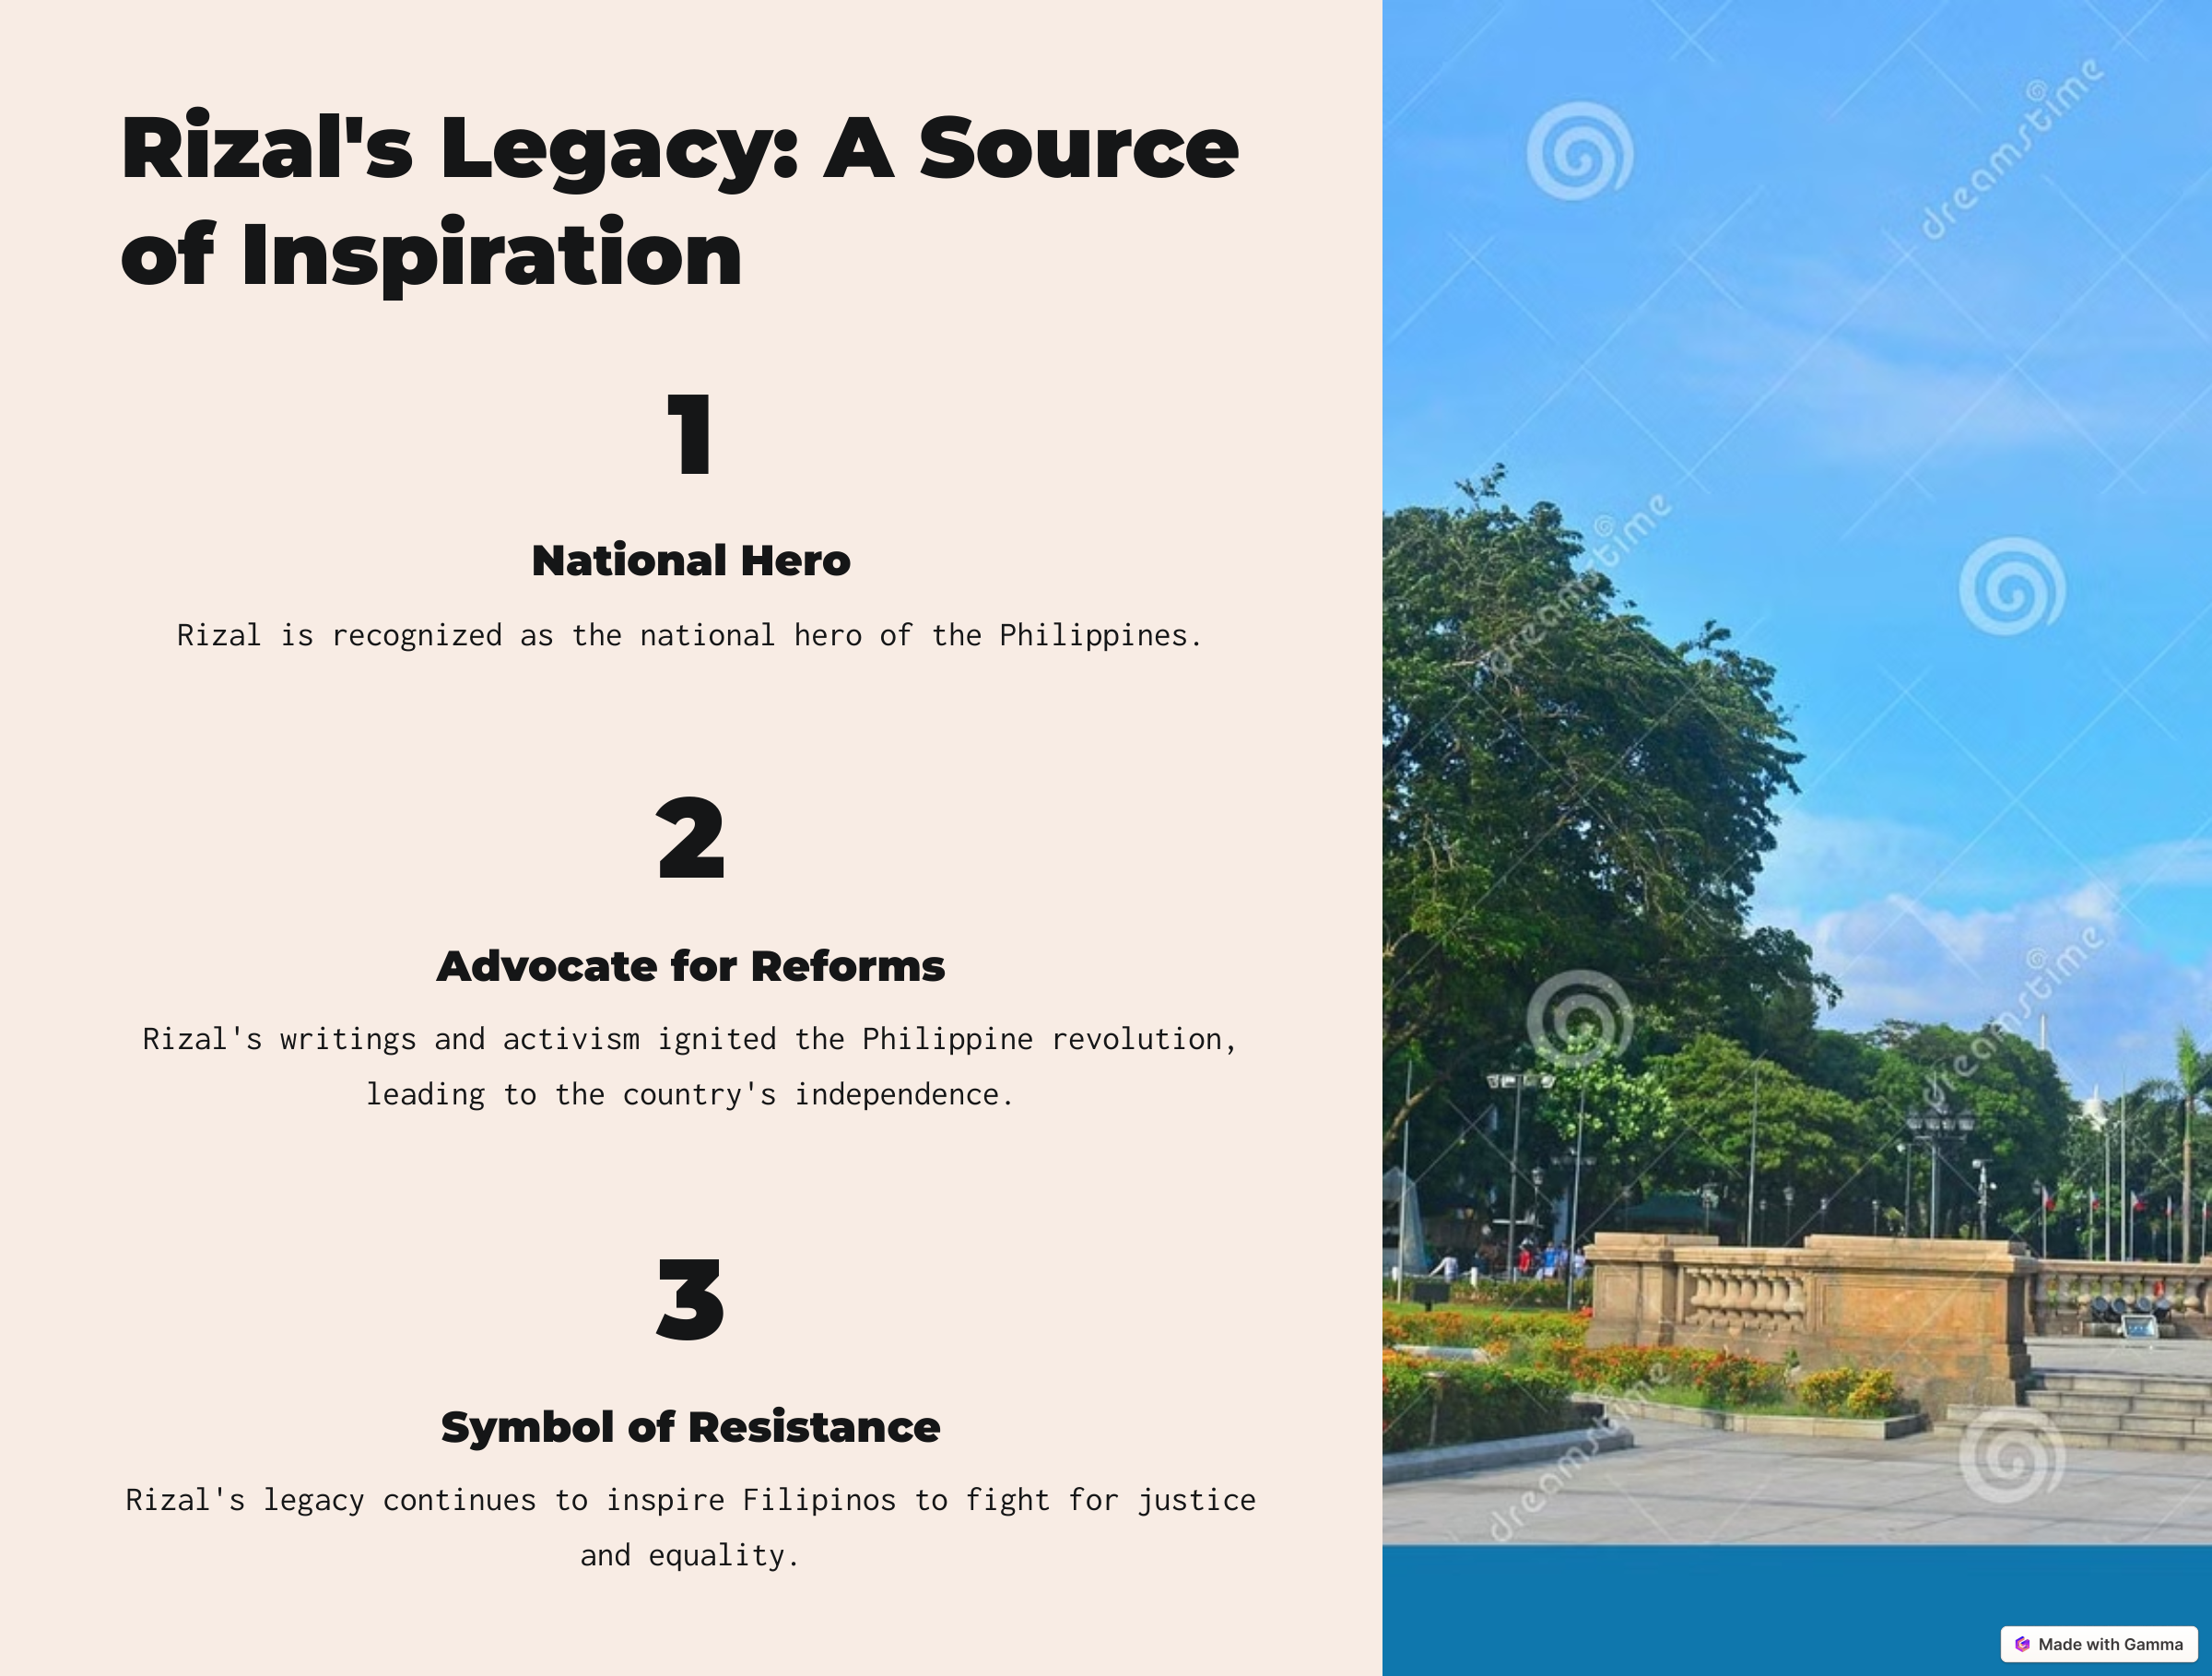 Rizal's Legacy: A Source
of Inspiration
1
National Hero
Rizal is recognized as the national hero of the Philippines.
2
Advocate for Reforms
Rizal's writings and activism ignited the Philippine revolution,
leading to the country's independence.
3
Symbol of Resistance
Rizal's legacy continues to inspire Filipinos to fight for justice
and equality.
dreamstime
dreamstime
dreamstime
dreamstime
Made with Gamma